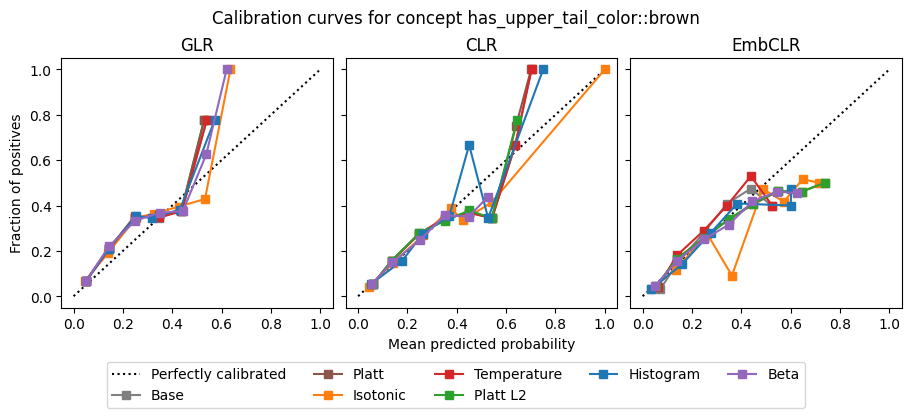 Calibration curves for concept has_upper_tail_color::brown
GLR
CLR
EmbCLR
Fraction of positives
1.0
0.8
0.6
0.4
0.2
0.0
0.0 0.2 0.4 0.6 0.8 1.0
0.0 0.2 0.4 0.6 0.8 1.0
0.0 0.2 0.4 0.6 0.8 1.0
Mean predicted probability
Perfectly calibrated Platt Temperature Histogram Beta
Base Isotonic Platt L2